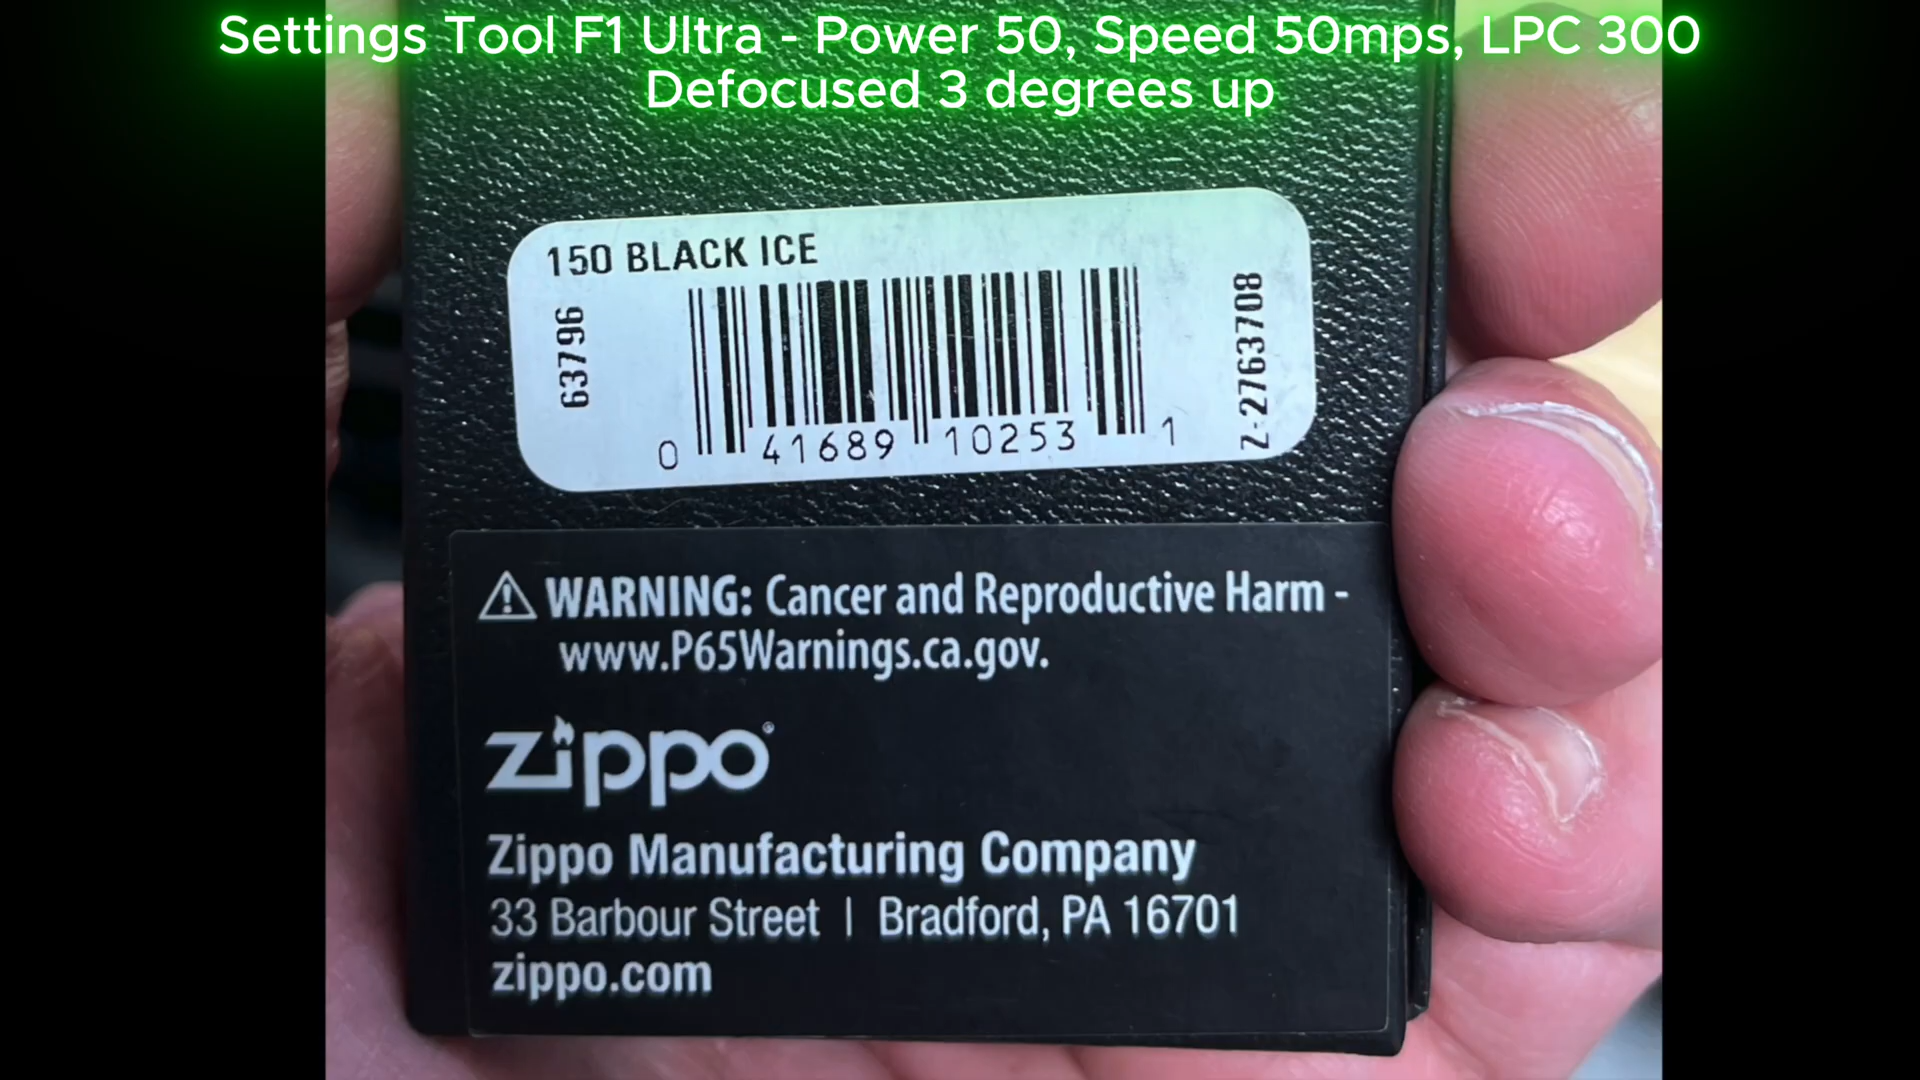 Settings Tool F1 Ultra - Power 50, Speed 50mps, LPC 300
Defocused 3 degrees up
150 BLACK ICE
63796
0 41689 10253 1
Z-2763708
WARNING: Cancer and Reproductive Harm -
www.P65Warnings.ca.gov.
zippo®
Zippo Manufacturing Company
33 Barbour Street | Bradford, PA 16701
zippo.com